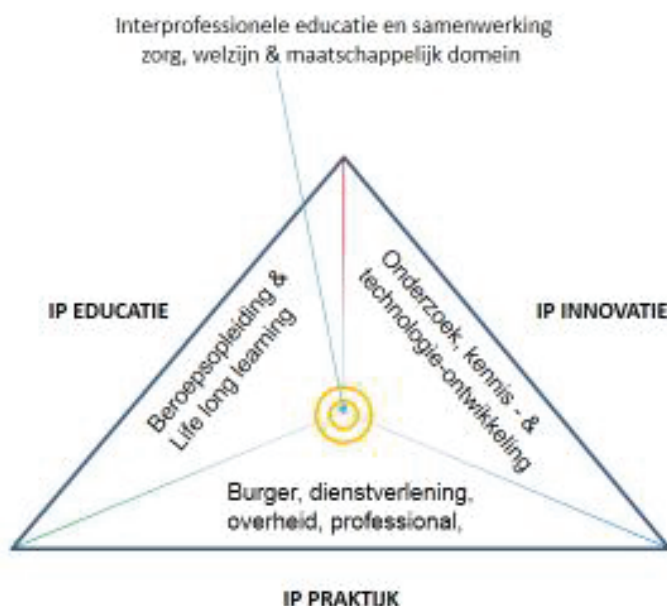 Interprofessionele educatie en samenwerking
zorg, welzijn & maatschappelijk domein
IP EDUCATIE
Beroepsopleiding &
Life long learning
Onderzoek, kennis - &
technologie-ontwikkeling
IP INNOVATIE
Burger, dienstverlening,
overheid, professional,
IP PRAKTIJK